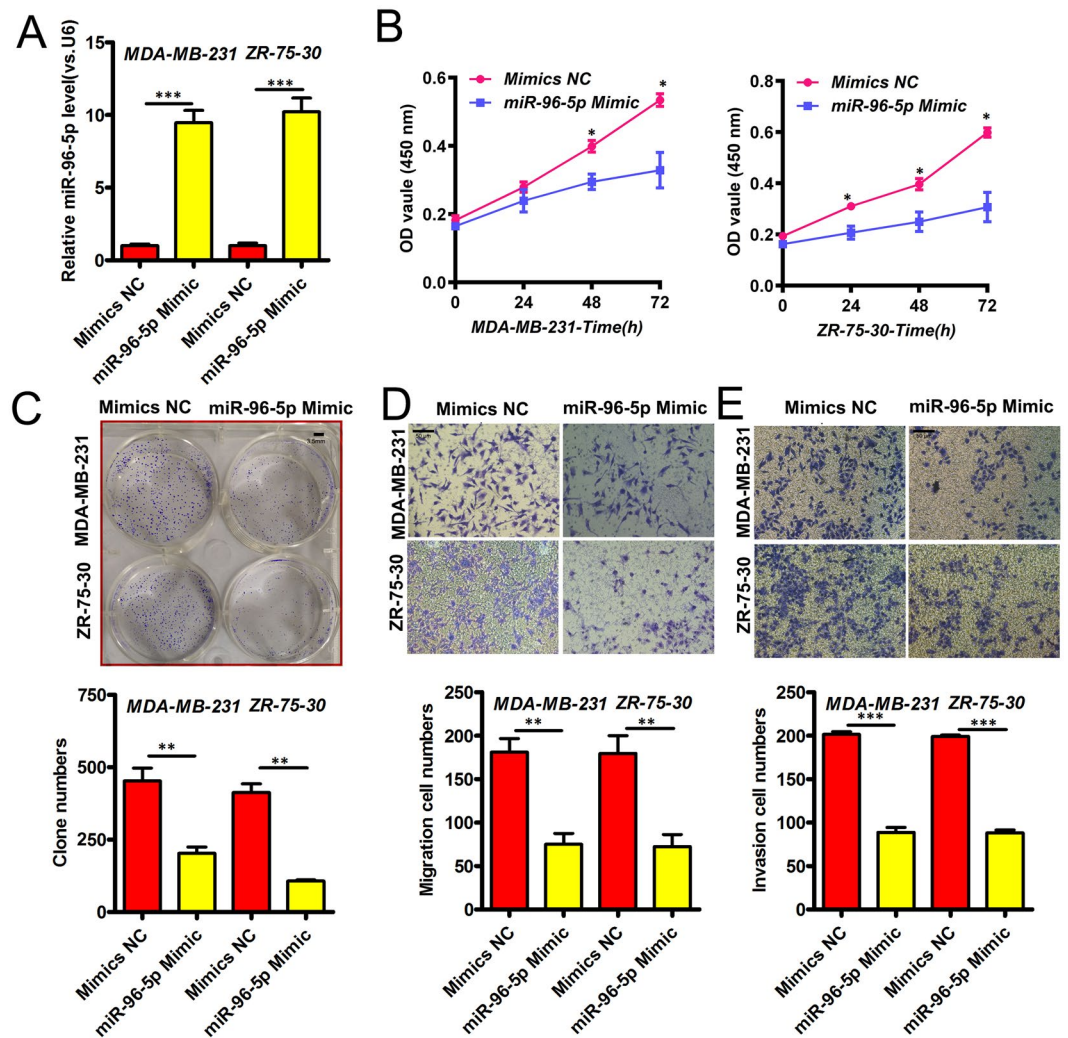 A
Relative miR-96-5p level(vs.U6)
15
10
5
0
MDA-MB-231 ZR-75-30
***
***
Mimics NC
miR-96-5p Mimic
Mimics NC
miR-96-5p Mimic
B
OD vaule (450 nm)
0.6
0.4
0.2
0.0
Mimics NC
miR-96-5p Mimic
*
*
0 24 48 72
MDA-MB-231-Time(h)
OD vaule (450 nm)
0.8
0.6
0.4
0.2
0.0
Mimics NC
miR-96-5p Mimic
*
*
*
0 24 48 72
ZR-75-30-Time(h)
C
Mimics NC miR-96-5p Mimic
MDA-MB-231
ZR-75-30
Clone numbers
750
500
250
0
MDA-MB-231 ZR-75-30
**
**
Mimics NC
miR-96-5p Mimic
Mimics NC
miR-96-5p Mimic
D
Mimics NC miR-96-5p Mimic
MDA-MB-231
ZR-75-30
Migration cell numbers
250
200
150
100
50
0
MDA-MB-231 ZR-75-30
**
**
Mimics NC
miR-96-5p Mimic
Mimics NC
miR-96-5p Mimic
E
Mimics NC miR-96-5p Mimic
MDA-MB-231
ZR-75-30
Invasion cell numbers
250
200
150
100
50
0
MDA-MB-231 ZR-75-30
***
***
Mimics NC
miR-96-5p Mimic
Mimics NC
miR-96-5p Mimic